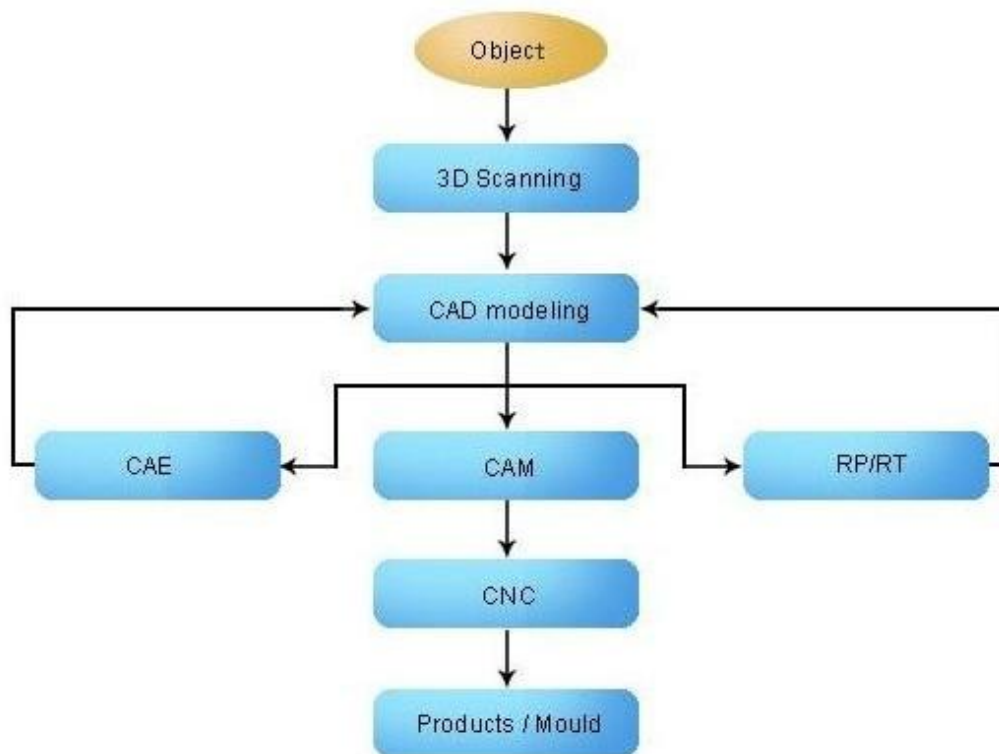 Object
3D Scanning
CAD modeling
CAE
CAM
RP/RT
CNC
Products / Mould